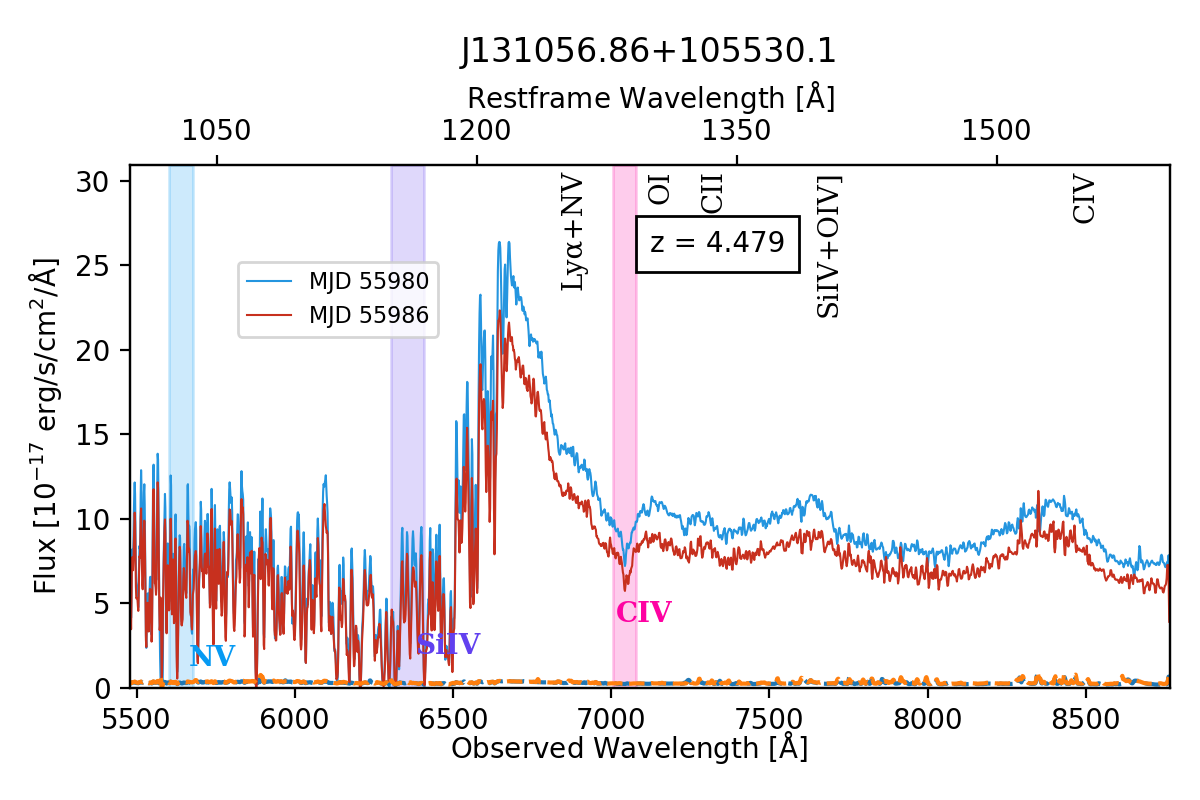 J131056.86+105530.1
Restframe Wavelength [Å]
1050 1200 1350 1500
Lyα+NV OI CII SiIV+OIV] CIV
z = 4.479
MJD 55980
MJD 55986
Flux [10⁻¹⁷ erg/s/cm²/Å]
30
25
20
15
10
5
0
CIV
SiIV
NV
5500 6000 6500 7000 7500 8000 8500
Observed Wavelength [Å]